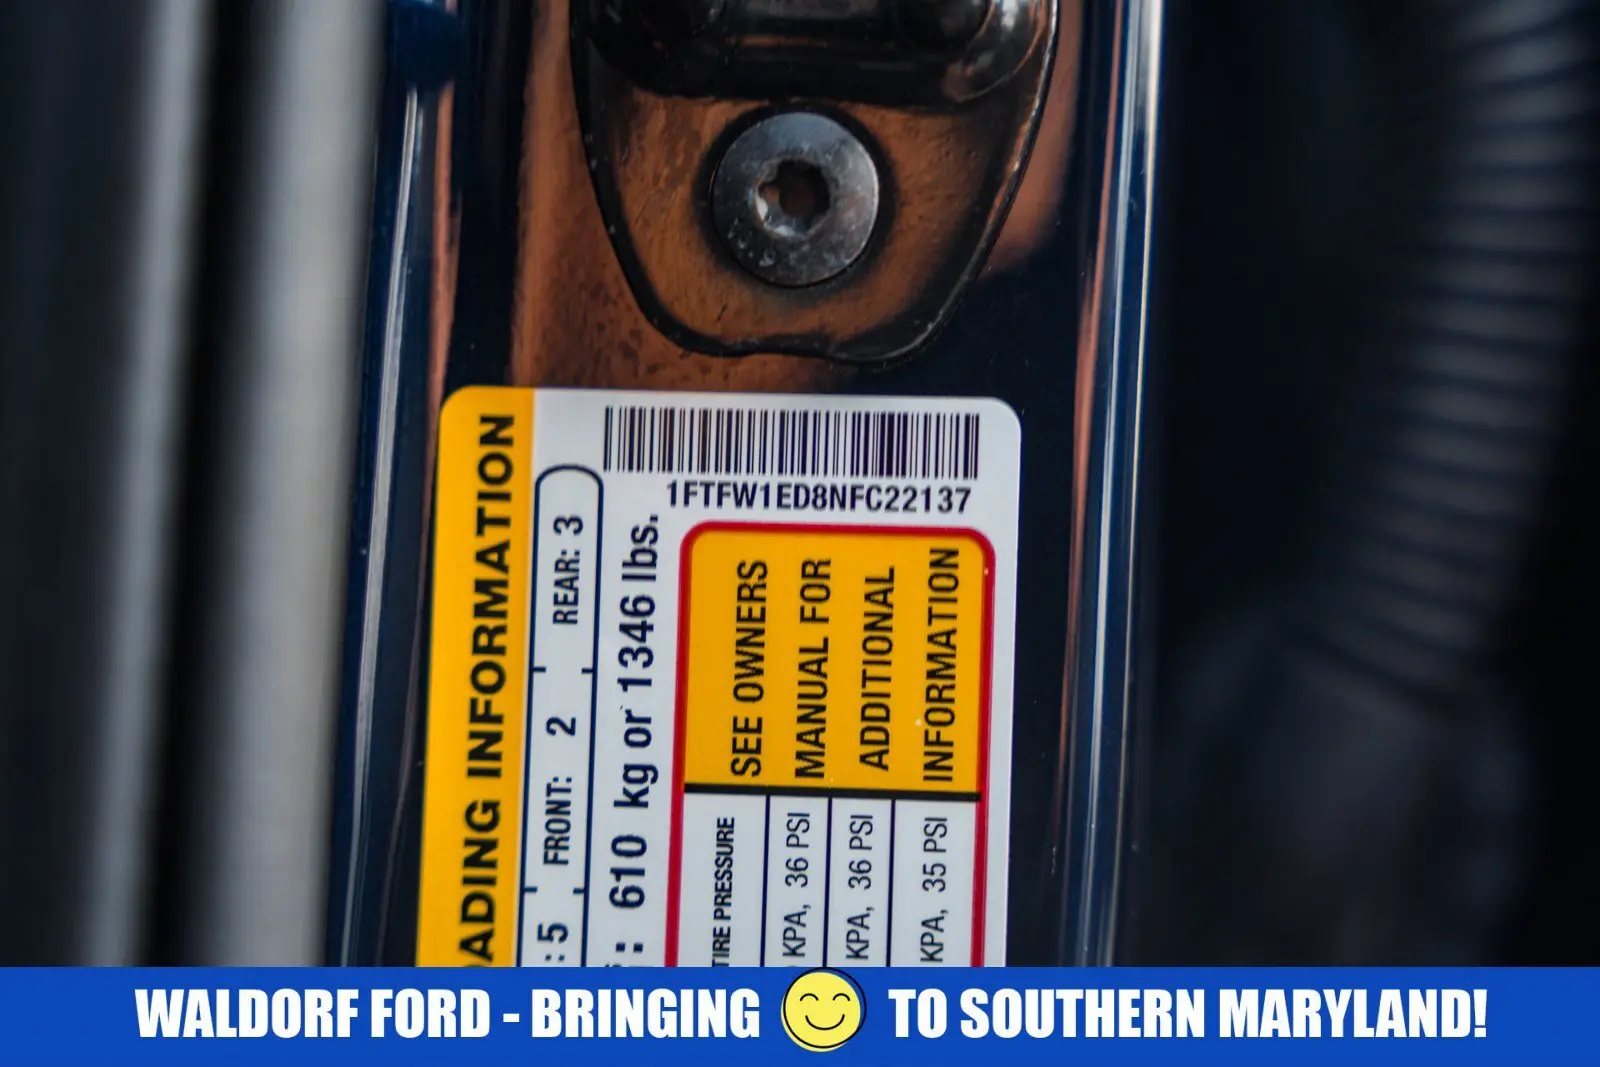 1FTFW1ED8NFC22137
ADING INFORMATION
: 5 FRONT: 2 REAR: 3
: 610 kg or 1346 lbs.
SEE OWNERS
MANUAL FOR
ADDITIONAL
INFORMATION
TIRE PRESSURE
KPA, 36 PSI
KPA, 36 PSI
KPA, 35 PSI
WALDORF FORD - BRINGING TO SOUTHERN MARYLAND!